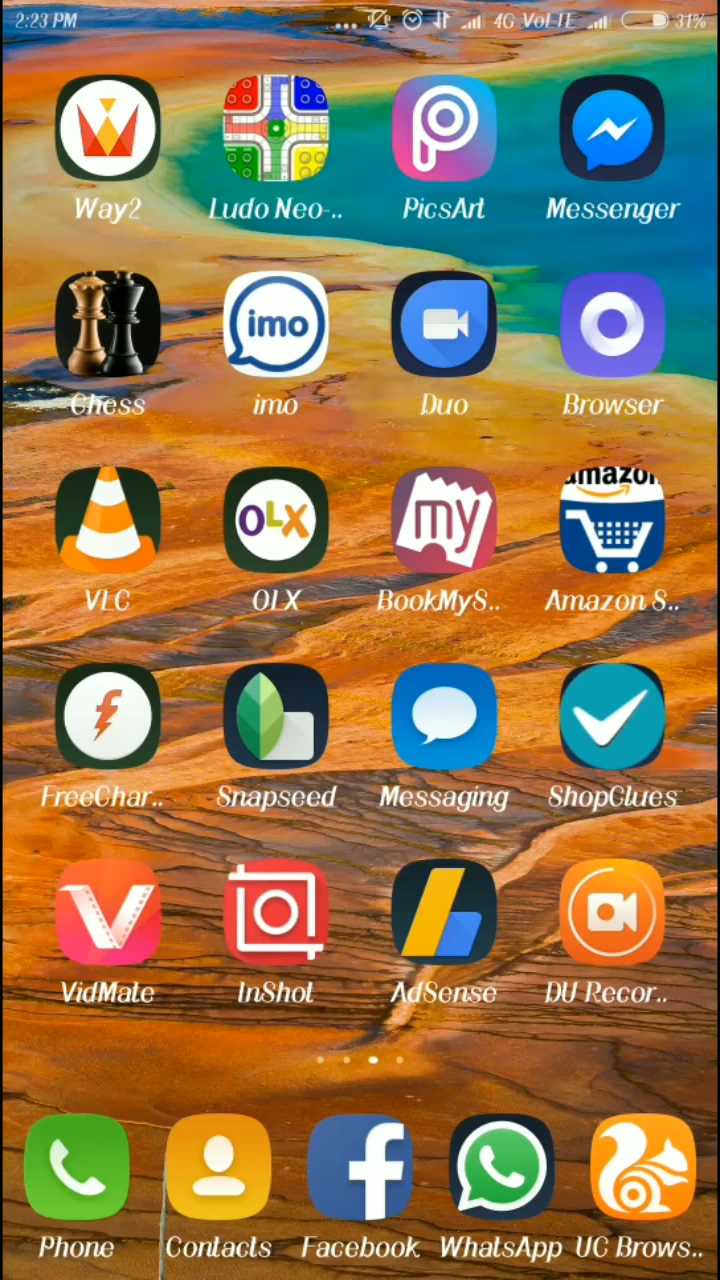 2:23 PM ... 4G VoLTE 31%
Way2 Ludo Neo-.. PicsArt Messenger
imo
Chess imo Duo Browser
OLX my amazon
VLC OLX BookMyS.. Amazon S..
f
FreeChar.. Snapseed Messaging ShopClues
VidMate InShot AdSense DU Recor..
f
Phone Contacts Facebook WhatsApp UC Brows..